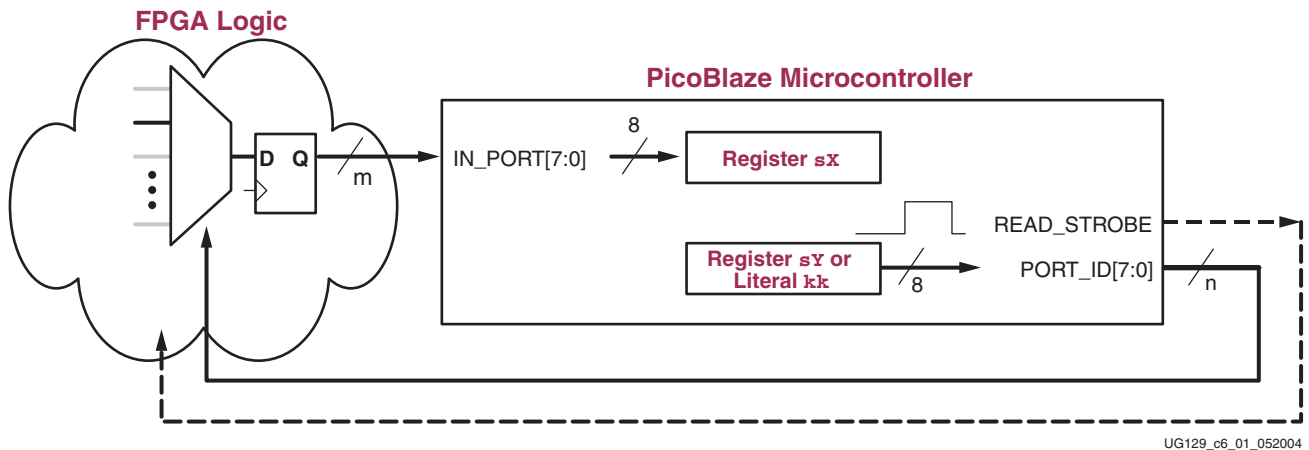 FPGA Logic
PicoBlaze Microcontroller
D Q
m
IN_PORT[7:0]
8
Register sX
READ_STROBE
Register sY or
Literal kk
8
PORT_ID[7:0]
n
UG129_c6_01_052004